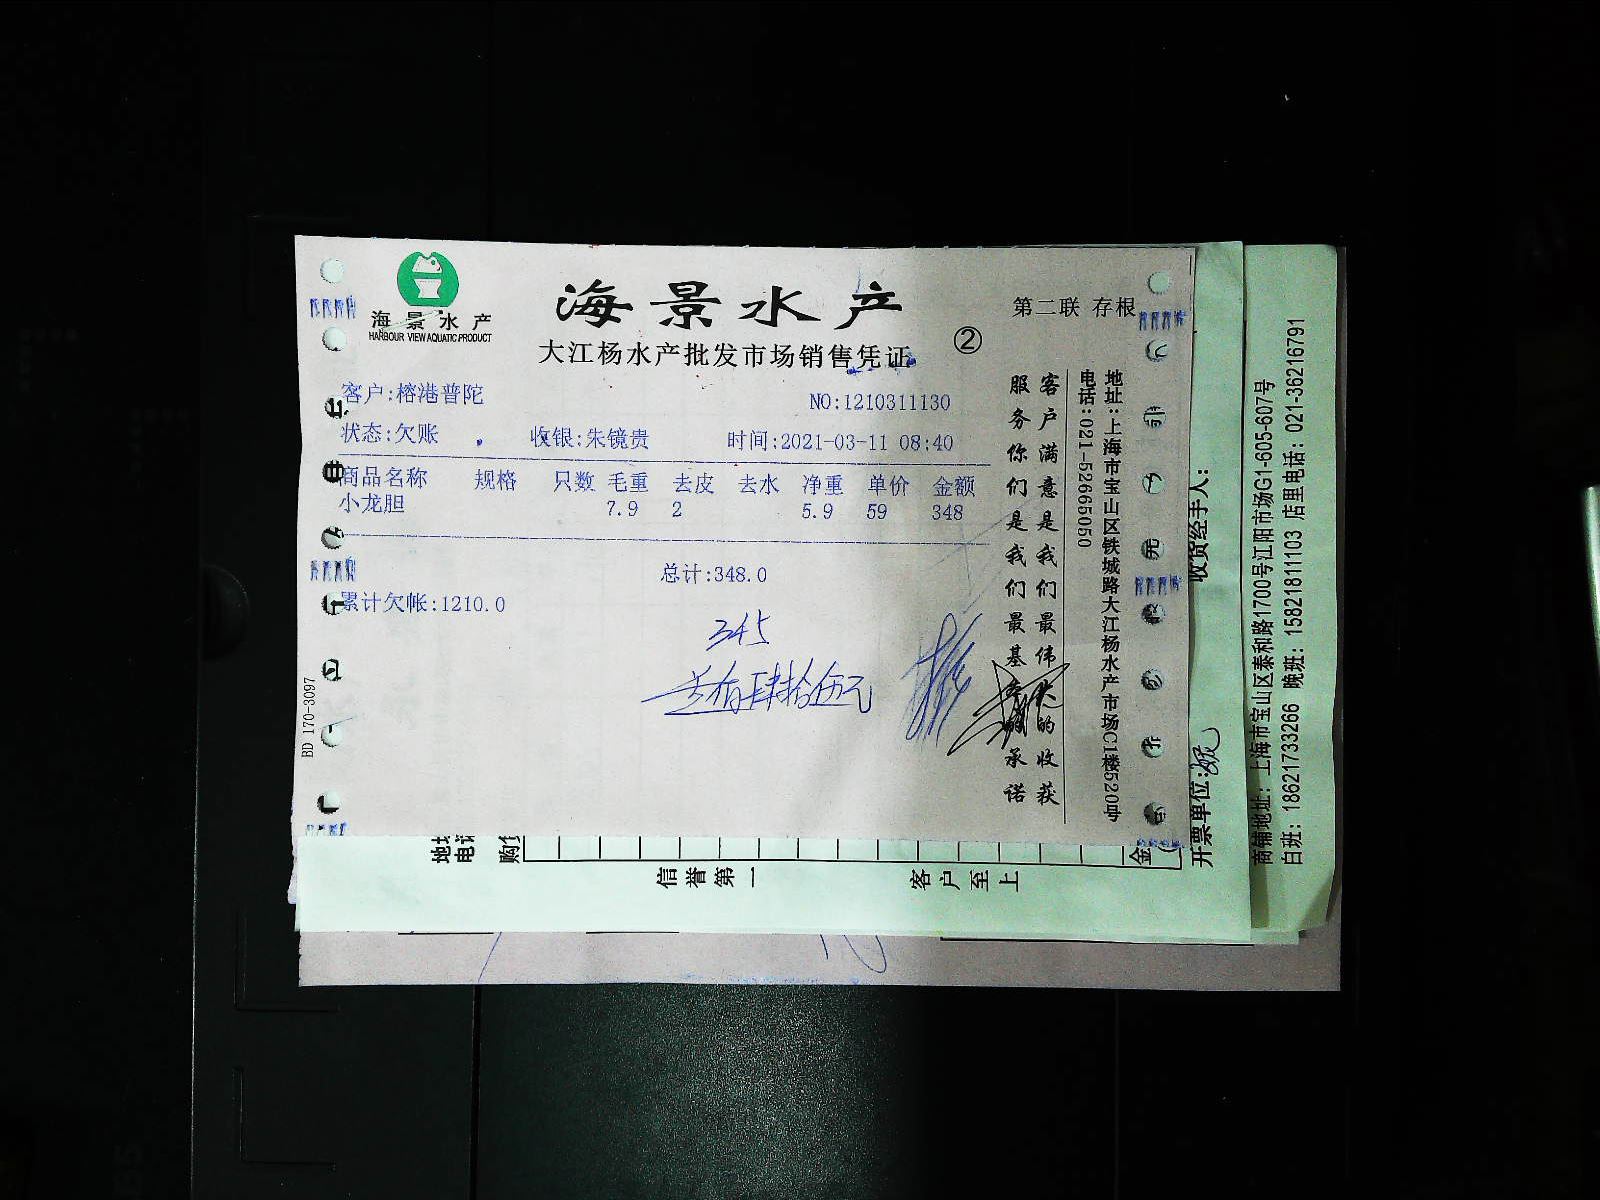 海景水产
HARBOUR VIEW AQUATIC PRODUCT
海景水产
大江杨水产批发市场销售凭证
②
第二联 存根
客户:榕港普陀
NO:1210311130
状态:欠账 收银:朱镜贵 时间:2021-03-11 08:40
商品名称 规格 只数 毛重 去皮 去水 净重 单价 金额
小龙胆 7.9 2 5.9 59 348
总计:348.0
累计欠帐:1210.0
345
叁佰肆拾伍元
BD 170-3097
客户满意是我们最伟大的收获
服务你们是我们最基本的承诺
地址:上海市宝山区铁城路大江杨水产市场C1楼520号
电话:021-52665050
收货经手人:
开票单位:
商铺地址:上海市宝山区泰和路1700号江阳市场G1-605-607号
白班:18621733266 晚班:15821811103 店里电话:021-36216791
信誉第一
客户至上